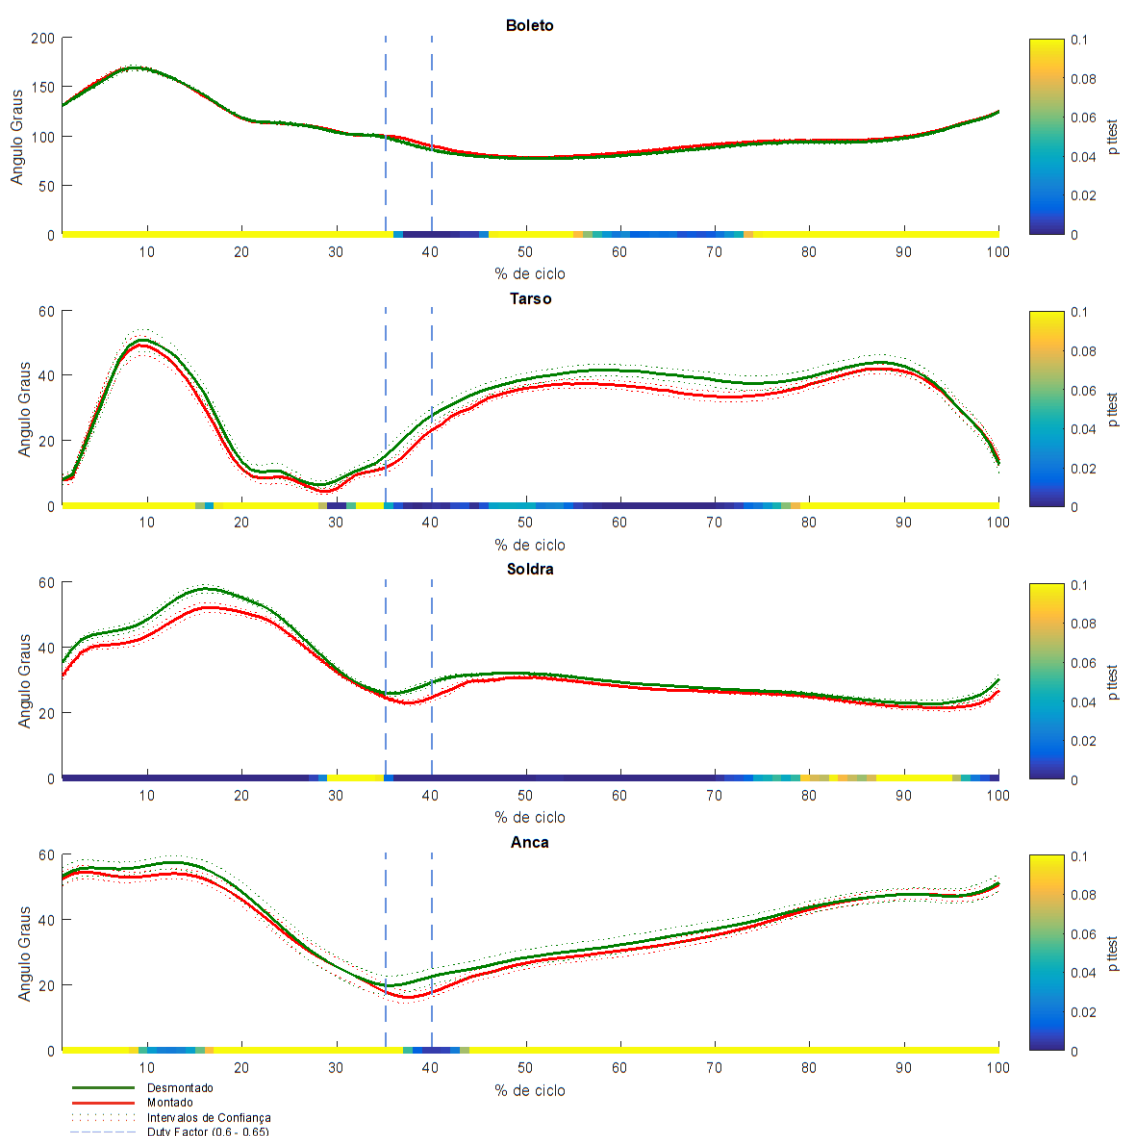 Boleto
200
150
100
50
0
Angulo Graus
10 20 30 40 50 60 70 80 90 100
% de ciclo
0.1
0.08
0.06
0.04
0.02
0
p ttest
Tarso
60
40
20
0
Angulo Graus
10 20 30 40 50 60 70 80 90 100
% de ciclo
0.1
0.08
0.06
0.04
0.02
0
p ttest
Soldra
60
40
20
0
Angulo Graus
10 20 30 40 50 60 70 80 90 100
% de ciclo
0.1
0.08
0.06
0.04
0.02
0
p ttest
Anca
60
40
20
0
Angulo Graus
10 20 30 40 50 60 70 80 90 100
% de ciclo
0.1
0.08
0.06
0.04
0.02
0
p ttest
Desmontado
Montado
Intervalos de Confiança
Duty Factor (0.6 - 0.65)